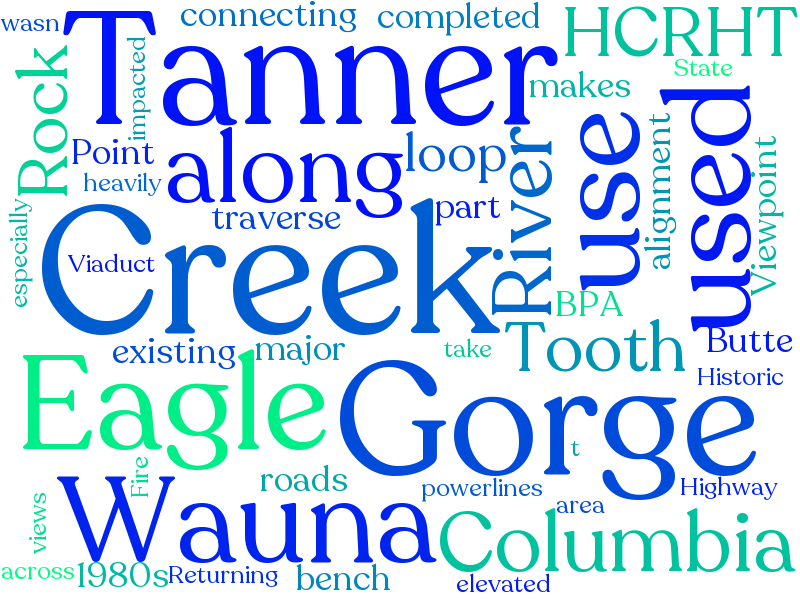 wasn
connecting
completed
HCRHT
Tanner
impacted
Rock
State
makes
used
use
Point
along
loop
River
alignment
Viewpoint
heavily
especially
traverse
part
Creek
Viaduct
BPA
Tooth
Butte
existing
major
take
Historic
Eagle
Gorge
t
Fire
roads
powerlines
Highway
views
Wauna
area
Columbia
across
1980s
Returning
bench
elevated